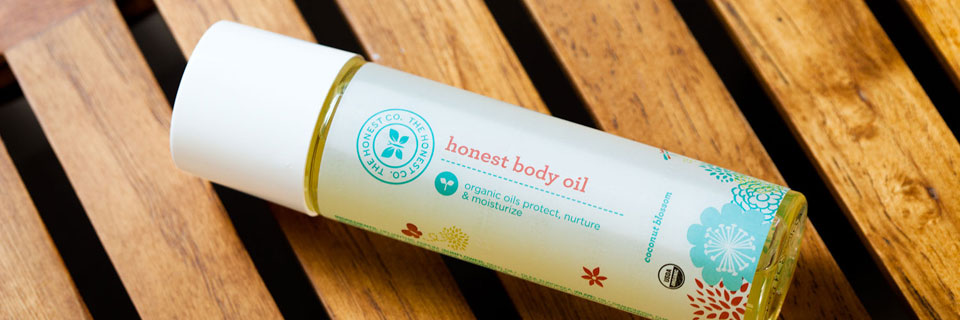 THE HONEST CO. THE HONEST CO.
honest body oil
organic oils protect, nurture
& moisturize
coconut blossom
USDA